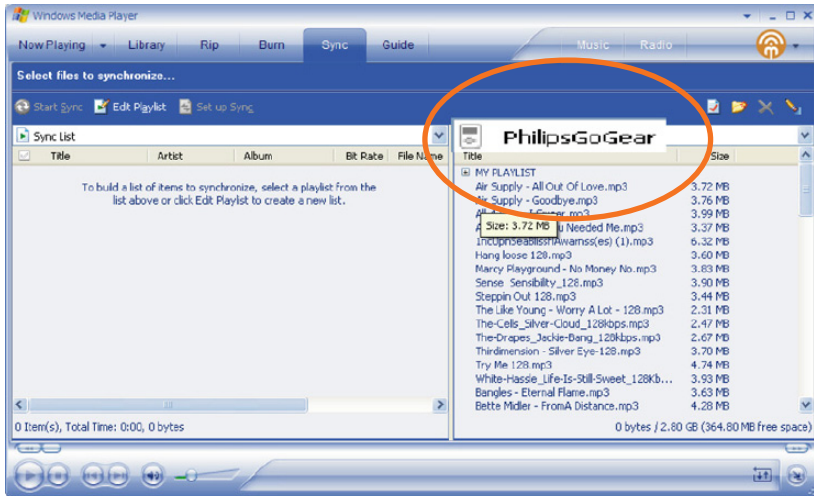 Windows Media Player
Now Playing Library Rip Burn Sync Guide Music Radio
Select files to synchronize...
Start Sync Edit Playlist Set up Sync
Sync List
PhilipsGoGear
Title Artist Album Bit Rate File Name
Title Size
To build a list of items to synchronize, select a playlist from the
list above or click Edit Playlist to create a new list.
MY PLAYLIST
Air Supply - All Out Of Love.mp3 3.72 MB
Air Supply - Goodbye.mp3 3.76 MB
3.99 MB
Needed Me.mp3 3.37 MB
Size: 3.72 MB
(1).mp3 6.32 MB
Hang loose 128.mp3 3.60 MB
Marcy Playground - No Money No.mp3 3.83 MB
Sense Sensibility_128.mp3 3.90 MB
Steppin Out 128.mp3 3.44 MB
The Like Young - Worry A Lot - 128.mp3 2.31 MB
The-Cells_Silver-Cloud_128kbps.mp3 2.47 MB
The-Drapes_Jackie-Bang_128kbps.mp3 2.67 MB
Thirdimension - Silver Eye-128.mp3 3.70 MB
Try Me 128.mp3 4.74 MB
White-Hassle_Life-Is-Still-Sweet_128Kb... 3.93 MB
Bangles - Eternal Flame.mp3 3.63 MB
Bette Midler - FromA Distance.mp3 4.28 MB
0 Item(s), Total Time: 0:00, 0 bytes
0 bytes / 2.80 GB (364.80 MB free space)